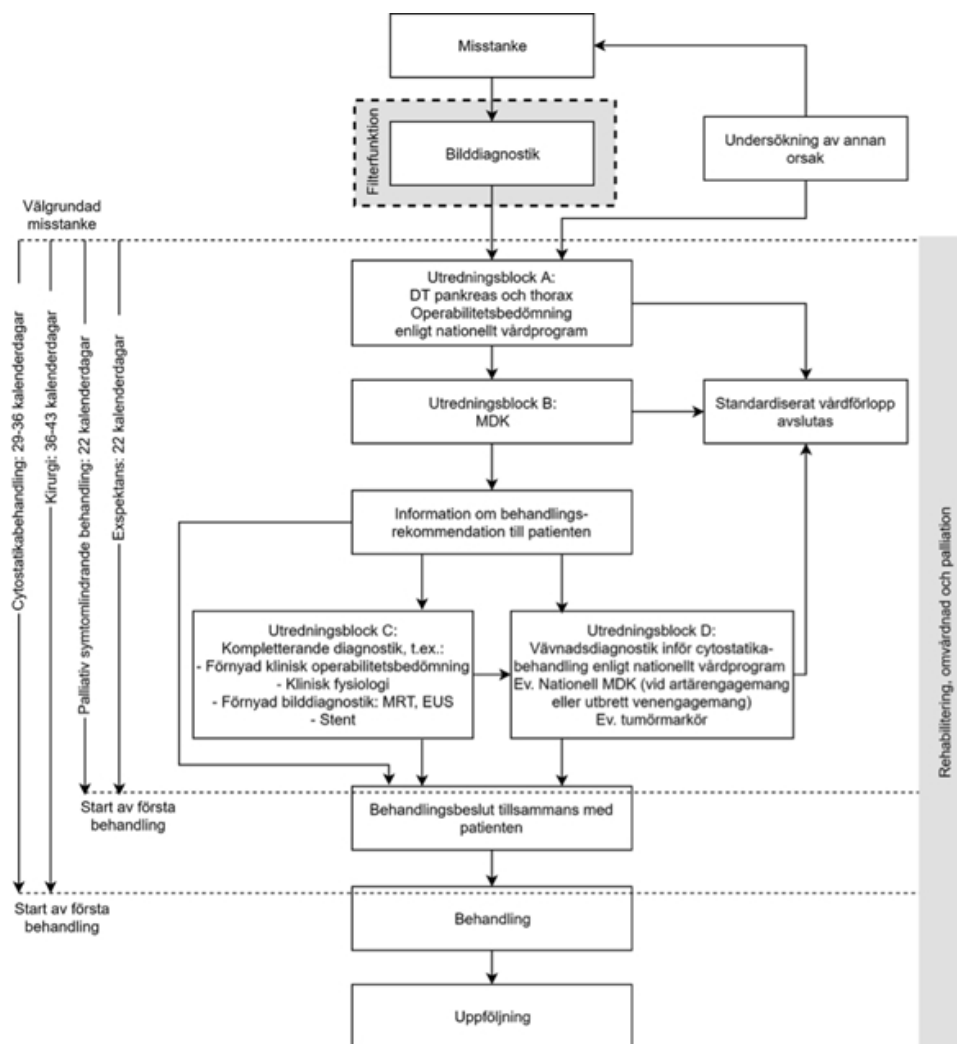 Misstanke
Filterfunktion
Bilddiagnostik
Undersökning av annan
orsak
Välgrundad
misstanke
Utredningsblock A:
DT pankreas och thorax
Operabilitetsbedömning
enligt nationellt vårdprogram
Utredningsblock B:
MDK
Standardiserat vårdförlopp
avslutas
Information om behandlings-
rekommendation till patienten
Cytostatikabehandling: 29-36 kalenderdagar
Kirurgi: 36-43 kalenderdagar
Palliativ symtomlindrande behandling: 22 kalenderdagar
Exspektans: 22 kalenderdagar
Utredningsblock C:
Kompletterande diagnostik, t.ex.:
- Förnyad klinisk operabilitetsbedömning
- Klinisk fysiologi
- Förnyad bilddiagnostik: MRT, EUS
- Stent
Utredningsblock D:
Vävnadsdiagnostik inför cytostatika-
behandling enligt nationellt vårdprogram
Ev. Nationell MDK (vid artärengagemang
eller utbrett venengagemang)
Ev. tumörmarkör
Start av första
behandling
Behandlingsbeslut tillsammans med
patienten
Start av första
behandling
Behandling
Uppföljning
Rehabilitering, omvårdnad och palliation